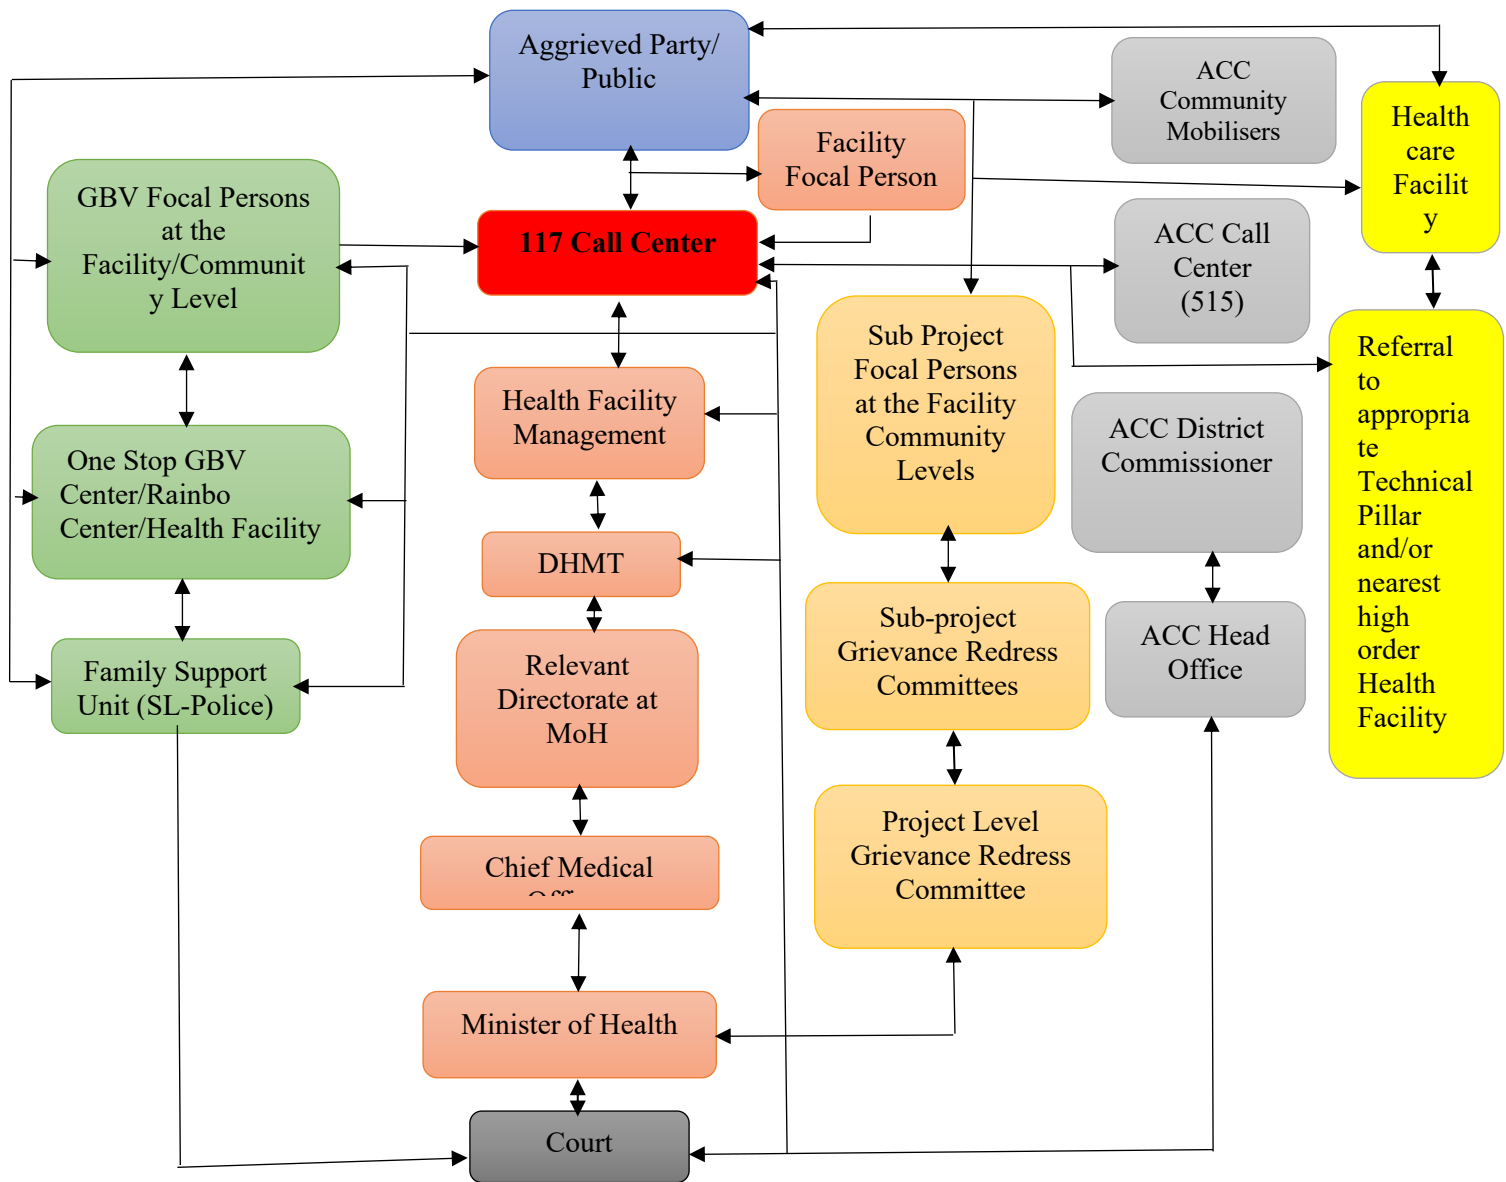 Aggrieved Party/
Public
ACC
Community
Mobilisers
Health
care
Facilit
y
Facility
Focal Person
GBV Focal Persons
at the
Facility/Communit
y Level
117 Call Center
ACC Call
Center
(515)
Sub Project
Focal Persons
at the Facility
Community
Levels
Referral
to
appropria
te
Technical
Pillar
and/or
nearest
high
order
Health
Facility
Health Facility
Management
ACC District
Commissioner
One Stop GBV
Center/Rainbo
Center/Health Facility
DHMT
Sub-project
Grievance Redress
Committees
ACC Head
Office
Family Support
Unit (SL-Police)
Relevant
Directorate at
MoH
Project Level
Grievance Redress
Committee
Chief Medical
Minister of Health
Court